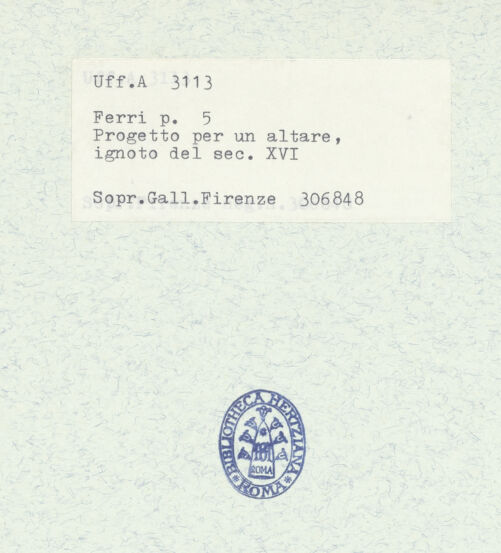 Uff.A 3113
Ferri p. 5
Progetto per un altare,
ignoto del sec. XVI
Sopr.Gall.Firenze 306848
BIBLIOTHECA HERTZIANA
ROMA
* ROMA *